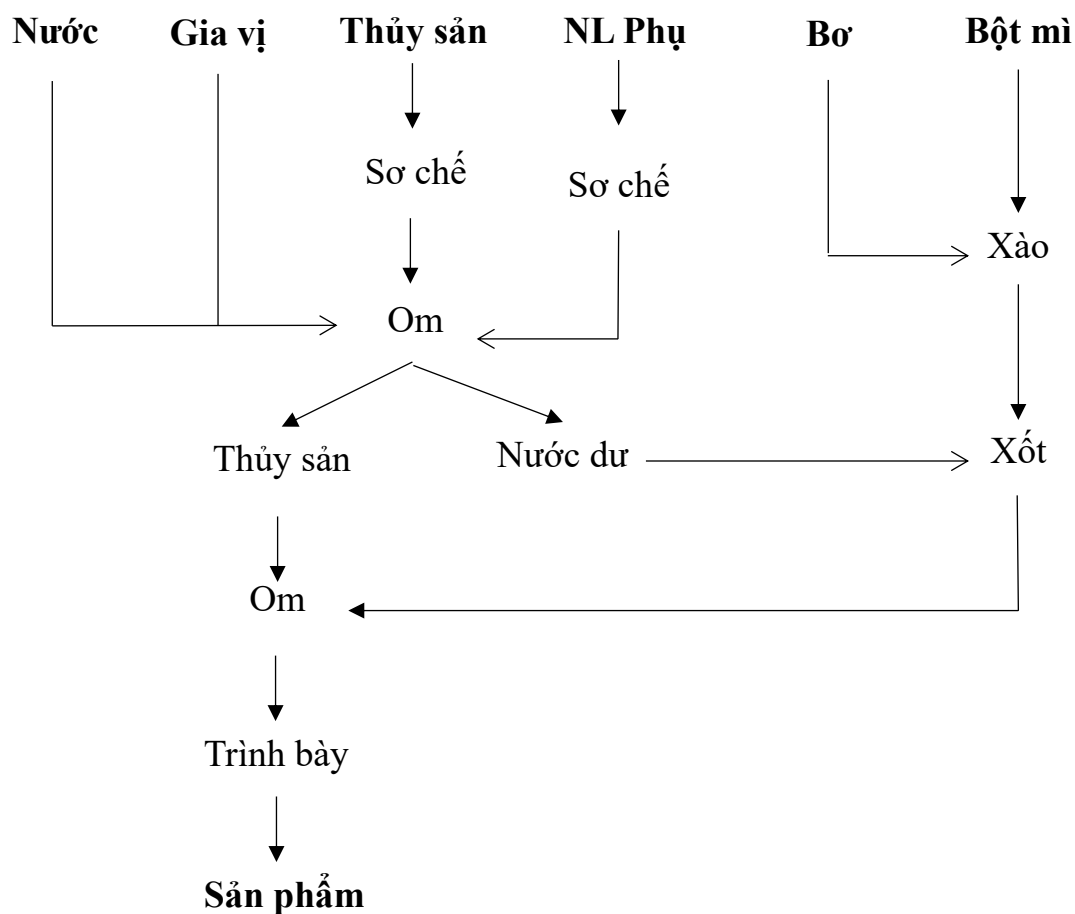 Nước Gia vị Thủy sản NL Phụ Bơ Bột mì
Sơ chế Sơ chế
Xào
Om
Thủy sản Nước dư Xốt
Om
Trình bày
Sản phẩm